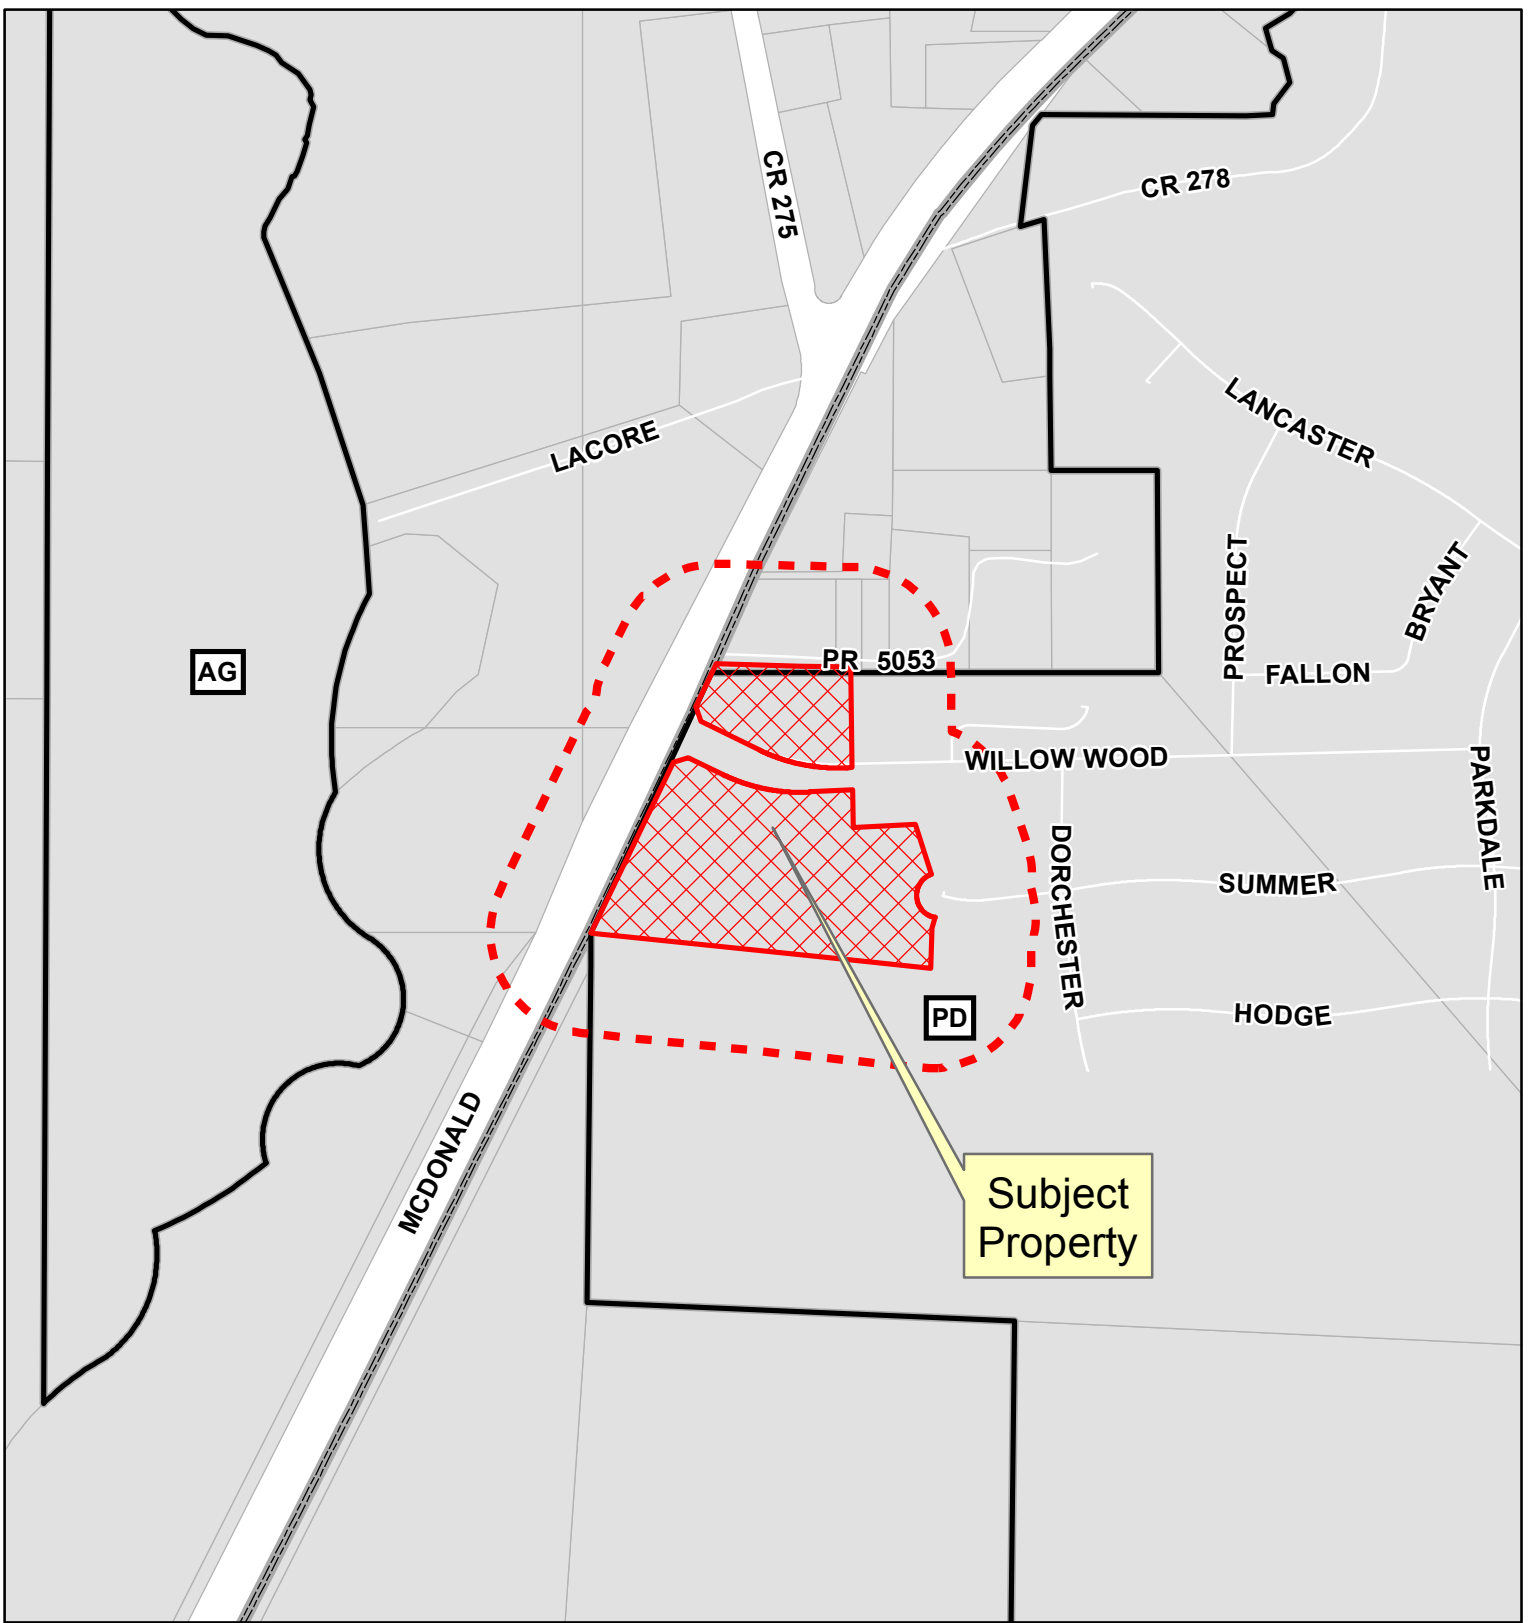 CR 275
CR 278
LANCASTER
LACORE
PROSPECT
BRYANT
PR 5053
AG
FALLON
WILLOW WOOD
PARKDALE
DORCHESTER
SUMMER
PD
HODGE
MCDONALD
Subject
Property